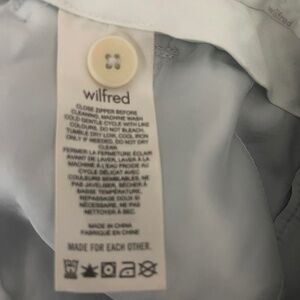 wilfred
wilfred
CLOSE ZIPPER BEFORE
CLEANING, MACHINE WASH
COLD GENTLE CYCLE WITH LIKE
COLOURS, DO NOT BLEACH,
TUMBLE DRY LOW, COOL IRON
ONLY IF NEEDED, DO NOT DRY
CLEAN
FERMER LA FERMETURE ÉCLAIR
AVANT DE LAVER, LAVER À LA
MACHINE À L'EAU FROIDE AU
CYCLE DÉLICAT AVEC
COULEURS SEMBLABLES, NE
PAS JAVELISER, SÉCHER À
BASSE TEMPÉRATURE,
REPASSAGE DOUX SI
NÉCESSAIRE, NE PAS
NETTOYER À SEC.
MADE IN CHINA
FABRIQUÉ EN CHINE
MADE FOR EACH OTHER.